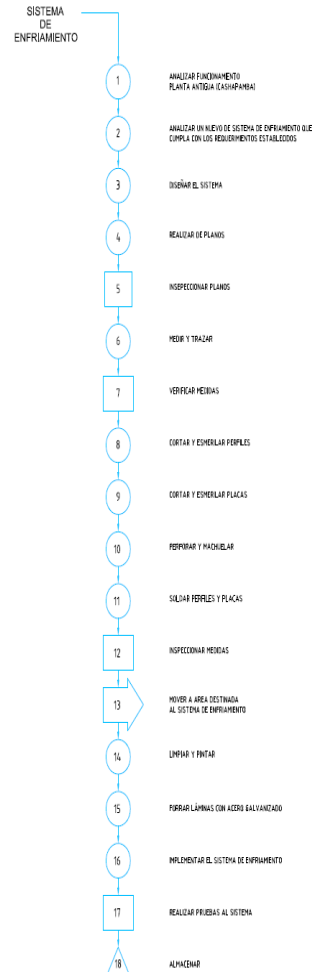 SISTEMA
DE
ENFRIAMIENTO
1
ANALIZAR FUNCIONAMIENTO
PLANTA ANTIGUA (CASHAPAMBA)
2
ANALIZAR UN NUEVO DE SISTEMA DE ENFRIAMIENTO QUE
CUMPLA CON LOS REQUERIMIENTOS ESTABLECIDOS
3
DISEÑAR EL SISTEMA
4
REALIZAR DE PLANOS
5
INSEPECCIONAR PLANOS
6
MEDIR Y TRAZAR
7
VERIFICAR MEDIDAS
8
CORTAR Y ESMERILAR PERFILES
9
CORTAR Y ESMERILAR PLACAS
10
PERFORAR Y MACHUELAR
11
SOLDAR PERFILES Y PLACAS
12
INSPECCIONAR MEDIDAS
13
MOVER A AREA DESTINADA
AL SISTEMA DE ENFRIAMIENTO
14
LIMPIAR Y PINTAR
15
FORRAR LÁMINAS CON ACERO GALVANIZADO
16
IMPLEMENTAR EL SISTEMA DE ENFRIAMIENTO
17
REALIZAR PRUEBAS AL SISTEMA
18
ALMACENAR